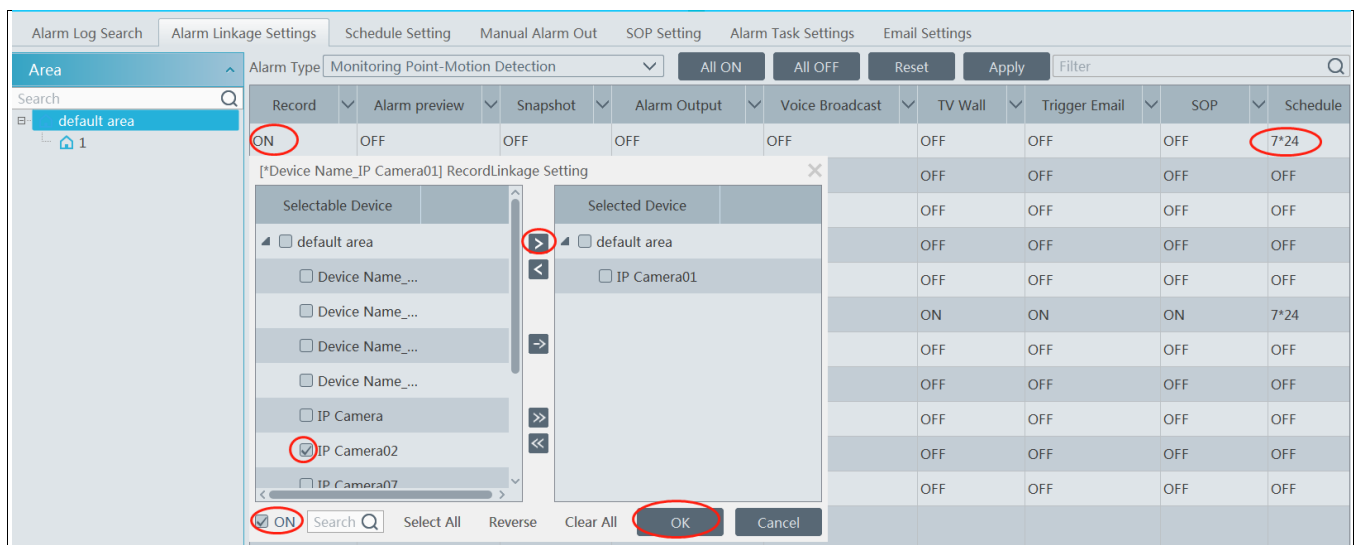 Alarm Log Search Alarm Linkage Settings Schedule Setting Manual Alarm Out SOP Setting Alarm Task Settings Email Settings
Area Alarm Type Monitoring Point-Motion Detection All ON All OFF Reset Apply Filter
Search Record Alarm preview Snapshot Alarm Output Voice Broadcast TV Wall Trigger Email SOP Schedule
default area
1 ON OFF OFF OFF OFF OFF OFF OFF 7*24
[*Device Name_IP Camera01] RecordLinkage Setting OFF OFF OFF OFF
Selectable Device Selected Device OFF OFF OFF OFF
default area > default area OFF OFF OFF OFF
Device Name_... < IP Camera01 OFF OFF OFF OFF
Device Name_... ON ON ON 7*24
Device Name_... -> OFF OFF OFF OFF
Device Name_... OFF OFF OFF OFF
IP Camera >> OFF OFF OFF OFF
IP Camera02 << OFF OFF OFF OFF
IP Camera07 OFF OFF OFF OFF
ON Search Select All Reverse Clear All OK Cancel